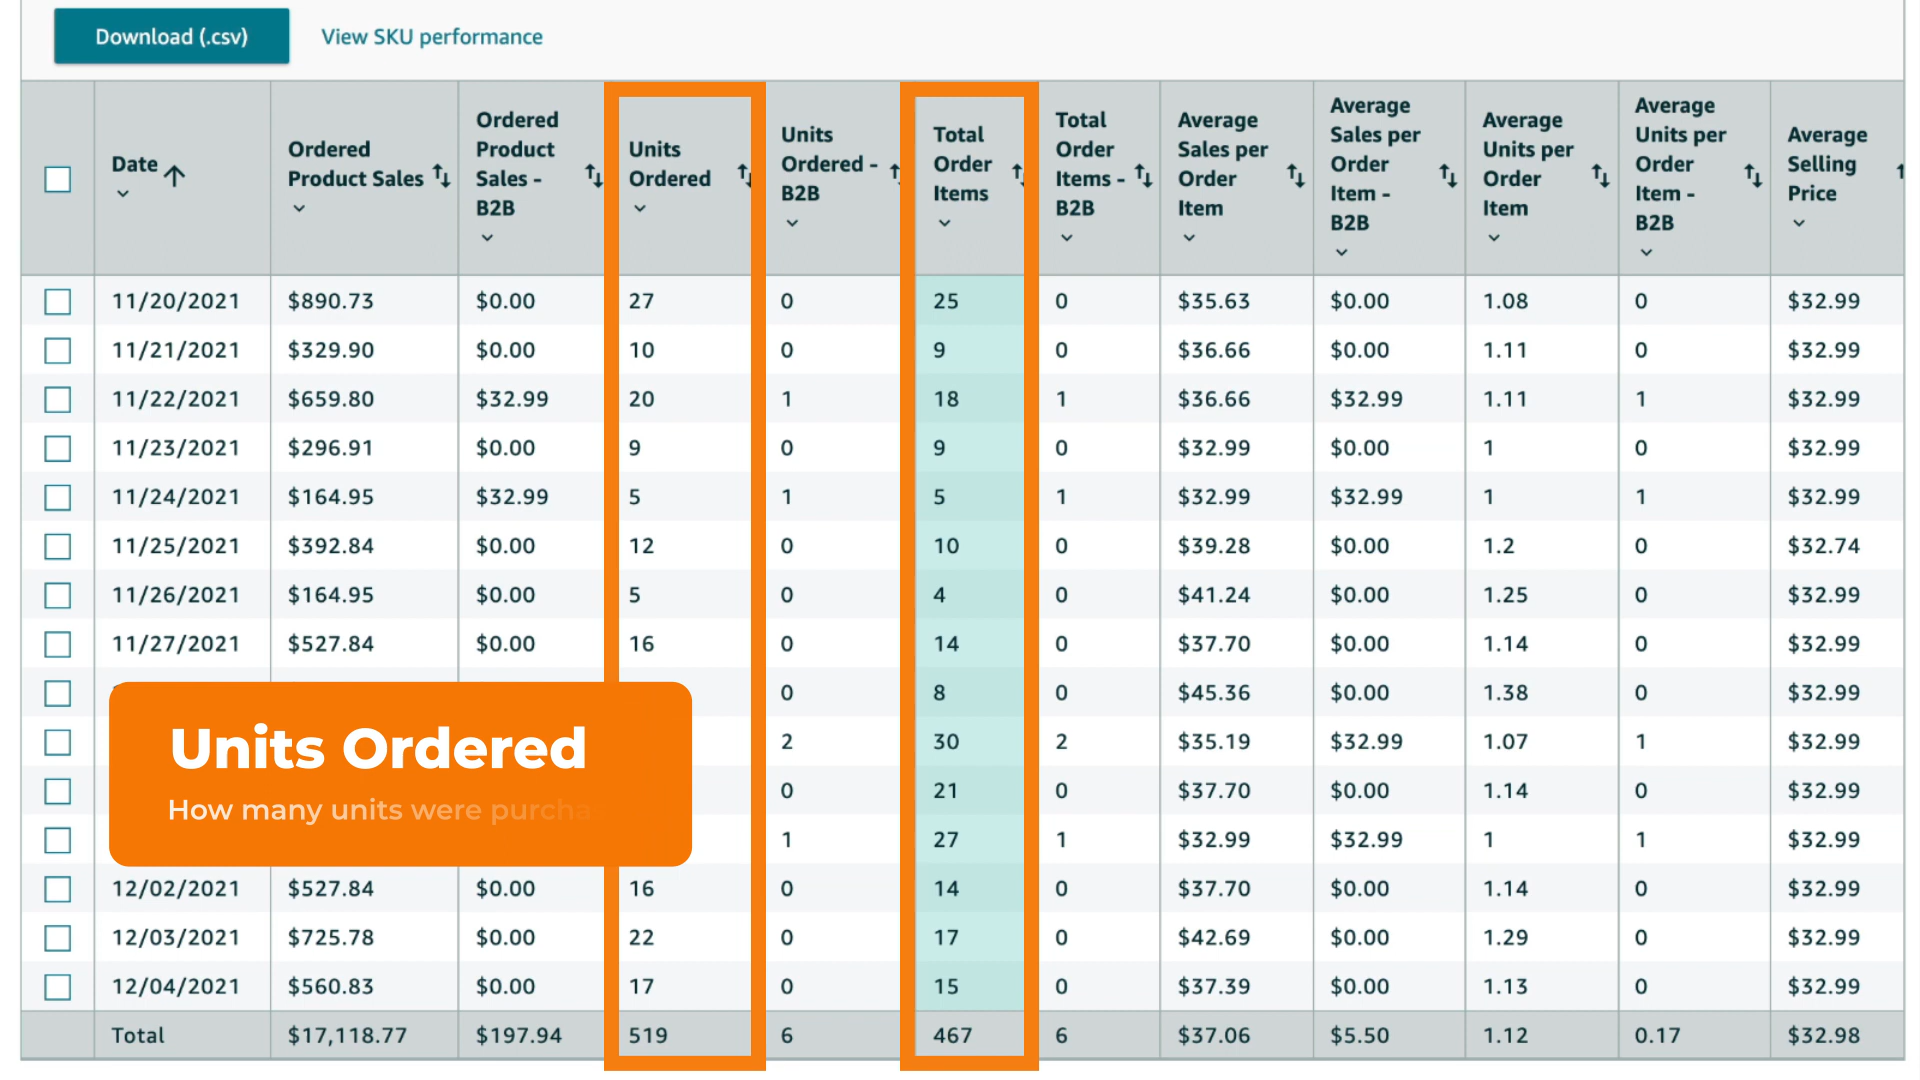 Download (.csv) View SKU performance
Date Ordered Product Sales Ordered Product Sales - B2B Units Ordered Units Ordered - B2B Total Order Items Total Order Items - B2B Average Sales per Order Item Average Sales per Order Item - B2B Average Units per Order Item Average Units per Order Item - B2B Average Selling Price
11/20/2021 $890.73 $0.00 27 0 25 0 $35.63 $0.00 1.08 0 $32.99
11/21/2021 $329.90 $0.00 10 0 9 0 $36.66 $0.00 1.11 0 $32.99
11/22/2021 $659.80 $32.99 20 1 18 1 $36.66 $32.99 1.11 1 $32.99
11/23/2021 $296.91 $0.00 9 0 9 0 $32.99 $0.00 1 0 $32.99
11/24/2021 $164.95 $32.99 5 1 5 1 $32.99 $32.99 1 1 $32.99
11/25/2021 $392.84 $0.00 12 0 10 0 $39.28 $0.00 1.2 0 $32.74
11/26/2021 $164.95 $0.00 5 0 4 0 $41.24 $0.00 1.25 0 $32.99
11/27/2021 $527.84 $0.00 16 0 14 0 $37.70 $0.00 1.14 0 $32.99
0 8 0 $45.36 $0.00 1.38 0 $32.99
Units Ordered
2 30 2 $35.19 $32.99 1.07 1 $32.99
0 21 0 $37.70 $0.00 1.14 0 $32.99
How many units were purcha
1 27 1 $32.99 $32.99 1 1 $32.99
12/02/2021 $527.84 $0.00 16 0 14 0 $37.70 $0.00 1.14 0 $32.99
12/03/2021 $725.78 $0.00 22 0 17 0 $42.69 $0.00 1.29 0 $32.99
12/04/2021 $560.83 $0.00 17 0 15 0 $37.39 $0.00 1.13 0 $32.99
Total $17,118.77 $197.94 519 6 467 6 $37.06 $5.50 1.12 0.17 $32.98